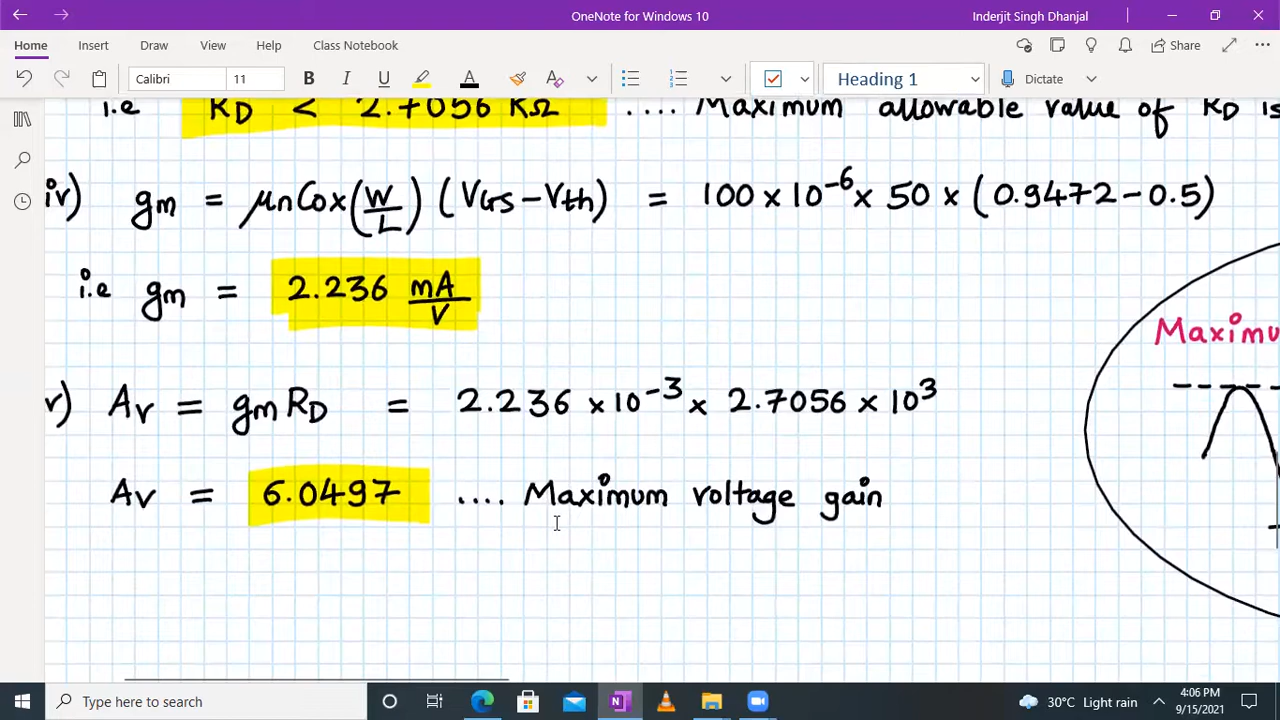 OneNote for Windows 10
Inderjit Singh Dhanjal
Home Insert Draw View Help Class Notebook Share
Calibri 11 B I U A Heading 1 Dictate
i.e RD < 2.7056 KΩ .... Maximum allowable value of RD is
iv) gm = μnCox(W/L) (VGS-Vth) = 100 x 10^-6 x 50 x (0.9472-0.5)
i.e gm = 2.236 mA/V
Maximu
v) Av = gmRD = 2.236 x 10^-3 x 2.7056 x 10^3
Av = 6.0497 .... Maximum voltage gain
Type here to search
30°C Light rain
4:06 PM
9/15/2021